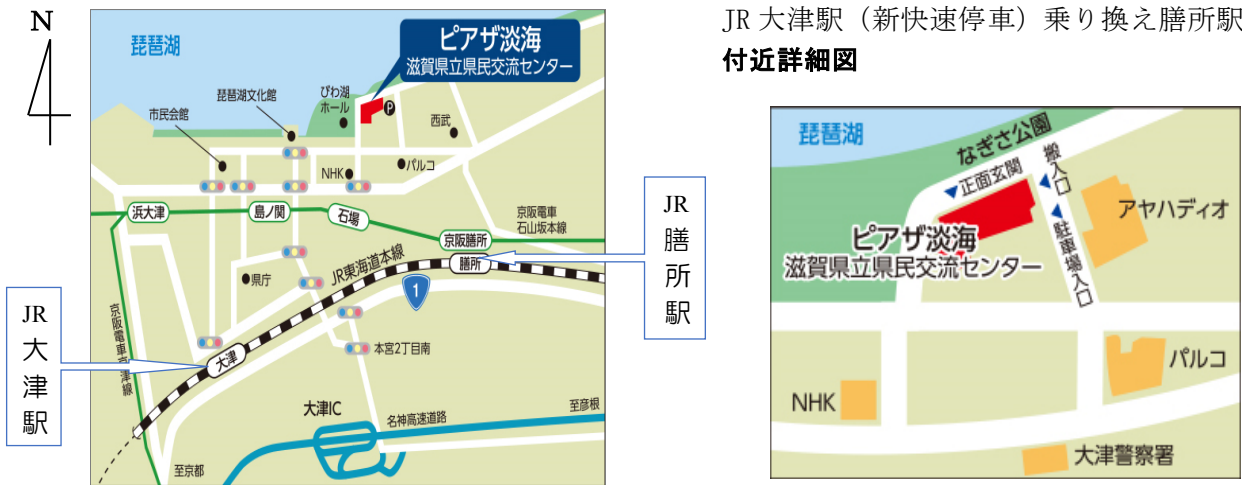 N
琵琶湖
ピアザ淡海
滋賀県立県民交流センター
びわ湖
ホール
P
琵琶湖文化館
市民会館
西武
パルコ
NHK
浜大津
島ノ関
石場
京阪電車
石山坂本線
京阪膳所
膳所
JR東海道本線
県庁
1
大津
本宮2丁目南
京阪電車京津線
大津IC
名神高速道路
至彦根
至京都
JR
大
津
駅
JR
膳
所
駅
JR 大津駅（新快速停車）乗り換え膳所駅
付近詳細図
琵琶湖
なぎさ公園
正面玄関
搬入口
アヤハディオ
ピアザ淡海
滋賀県立県民交流センター
駐車場入口
パルコ
NHK
大津警察署